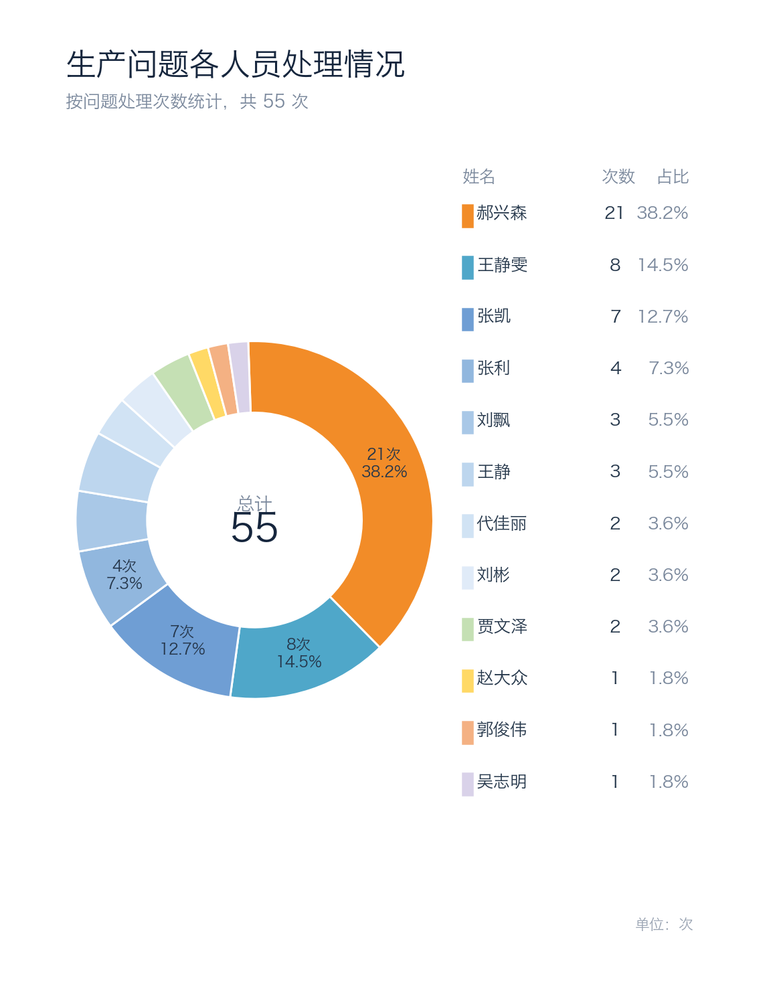 生产问题各人员处理情况
按问题处理次数统计，共 55 次
姓名 次数 占比
郝兴森 21 38.2%
王静雯 8 14.5%
张凯 7 12.7%
张利 4 7.3%
刘飘 3 5.5%
王静 3 5.5%
代佳丽 2 3.6%
刘彬 2 3.6%
贾文泽 2 3.6%
赵大众 1 1.8%
郭俊伟 1 1.8%
吴志明 1 1.8%
21次
38.2%
总计
55
4次
7.3%
7次
12.7%
8次
14.5%
单位：次